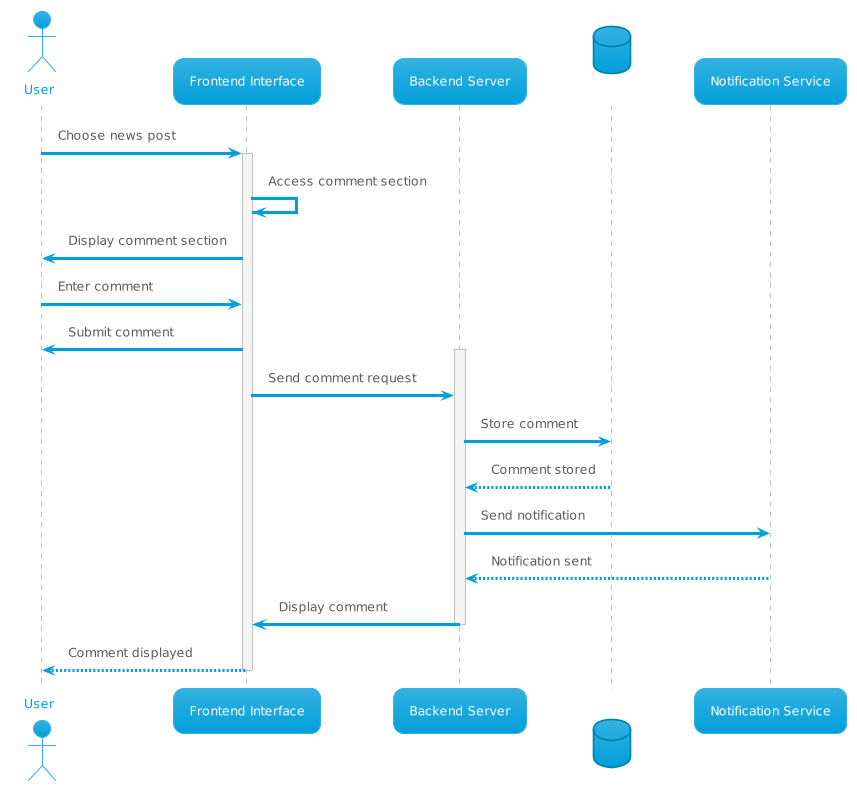 User
Frontend Interface
Backend Server
Notification Service
Choose news post
Access comment section
Display comment section
Enter comment
Submit comment
Send comment request
Store comment
Comment stored
Send notification
Notification sent
Display comment
Comment displayed
User
Frontend Interface
Backend Server
Notification Service